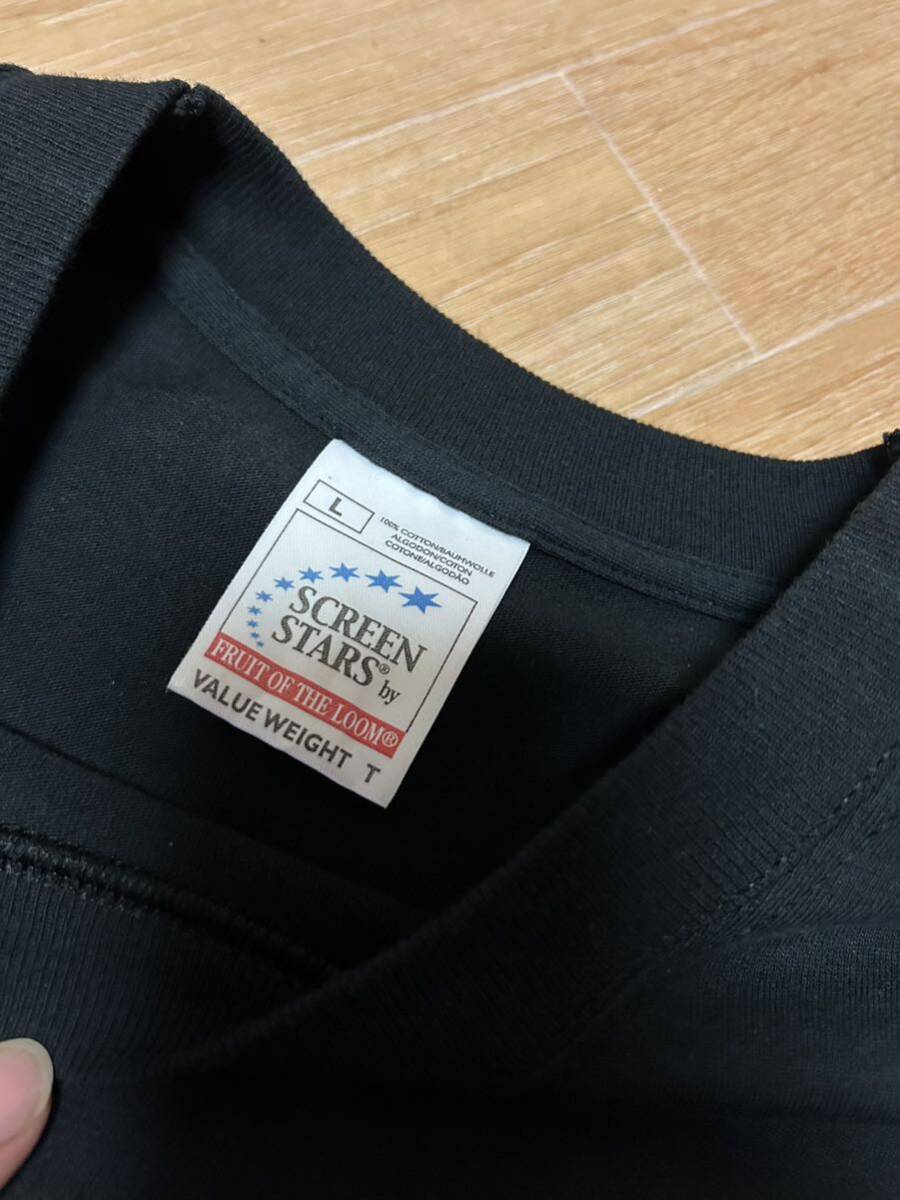 L
100% COTTON/BAUMWOLLE
ALGODON/COTON
COTONE/ALGODÃO
SCREEN
STARS® by
FRUIT OF THE LOOM®
VALUE WEIGHT T